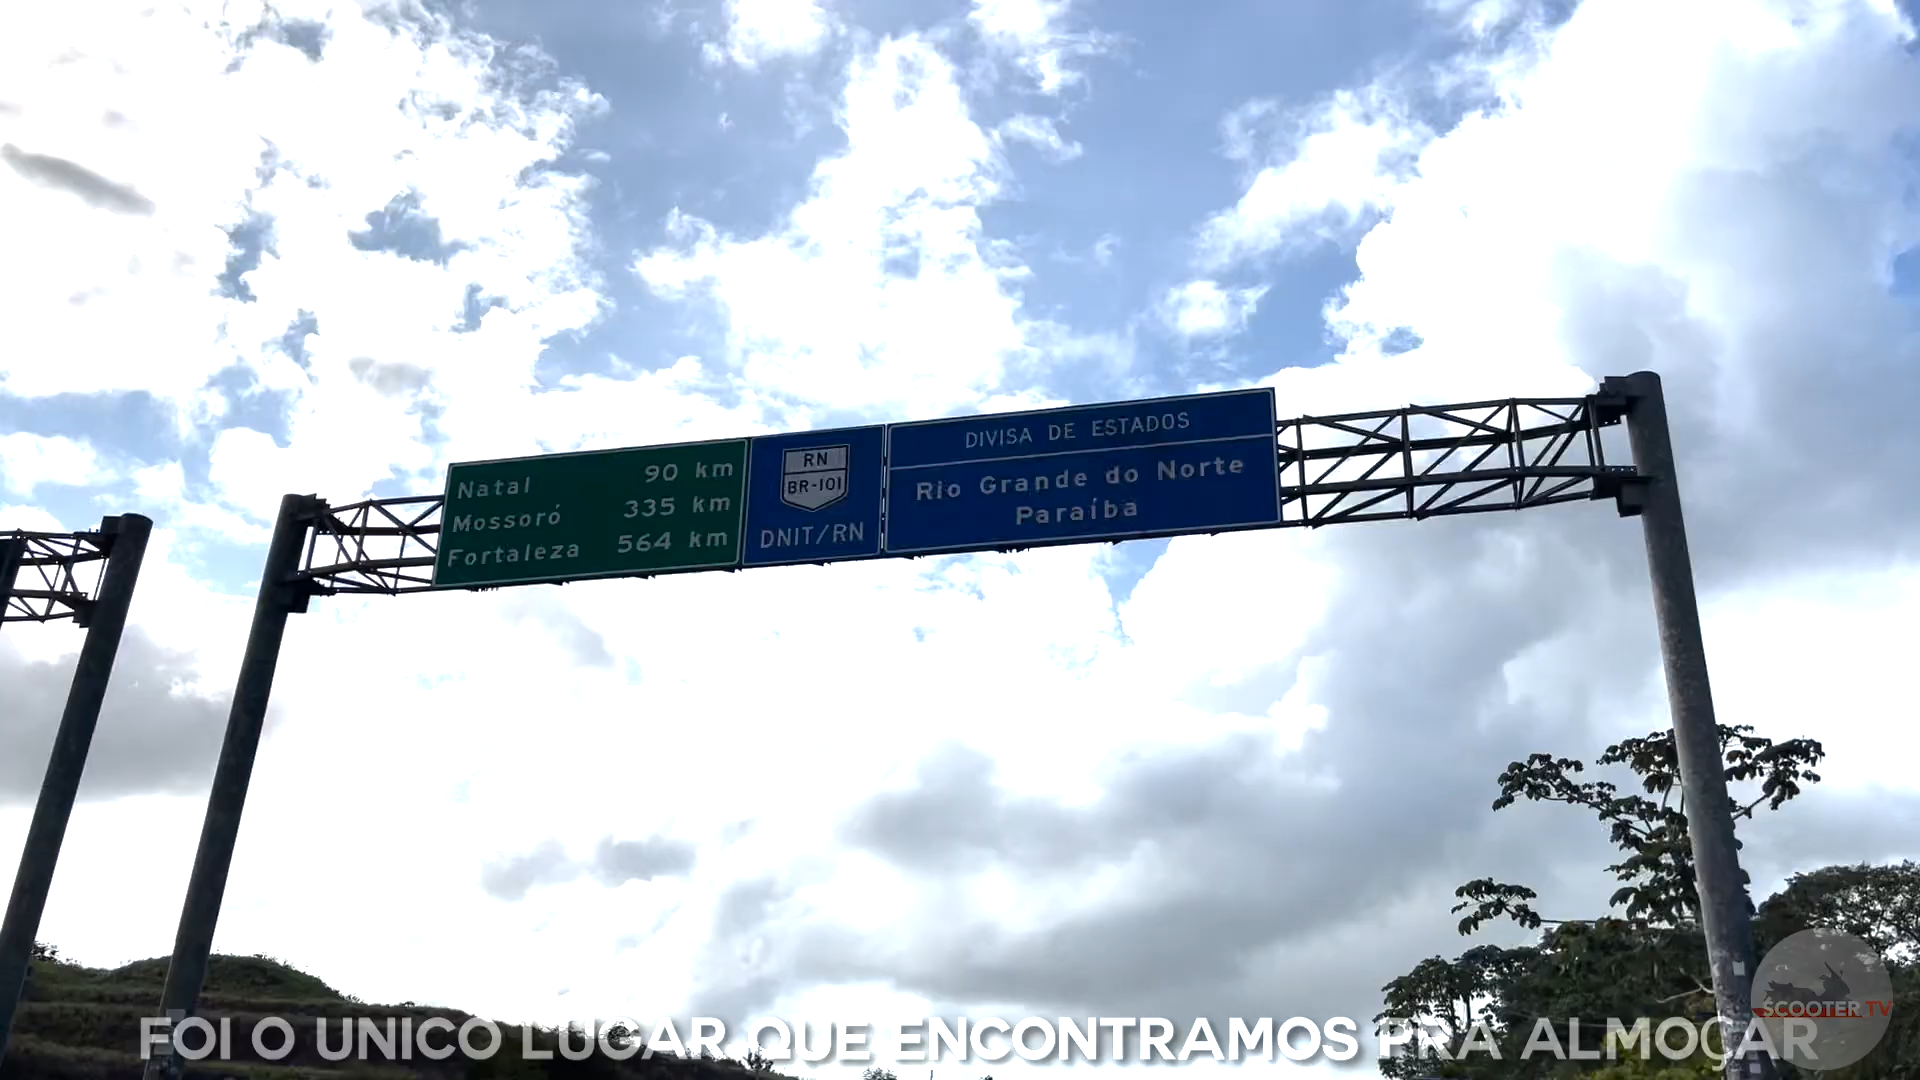 Natal 90 km
Mossoró 335 km
Fortaleza 564 km
RN
BR-101
DNIT/RN
DIVISA DE ESTADOS
Rio Grande do Norte
Paraíba
FOI O UNICO LUGAR QUE ENCONTRAMOS PRA ALMOÇAR
SCOOTER.TV